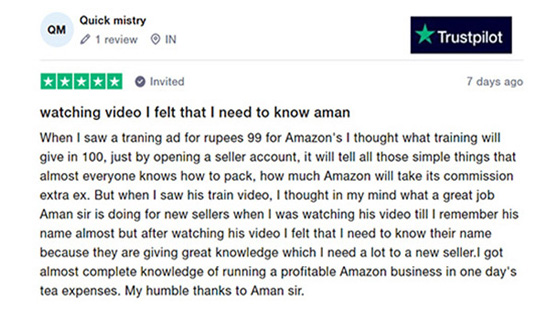 QM
Quick mistry
1 review IN
Trustpilot
Invited
7 days ago
watching video I felt that I need to know aman
When I saw a traning ad for rupees 99 for Amazon's I thought what training will
give in 100, just by opening a seller account, it will tell all those simple things that
almost everyone knows how to pack, how much Amazon will take its commission
extra ex. But when I saw his train video, I thought in my mind what a great job
Aman sir is doing for new sellers when I was watching his video till I remember his
name almost but after watching his video I felt that I need to know their name
because they are giving great knowledge which I need a lot to a new seller.I got
almost complete knowledge of running a profitable Amazon business in one day's
tea expenses. My humble thanks to Aman sir.